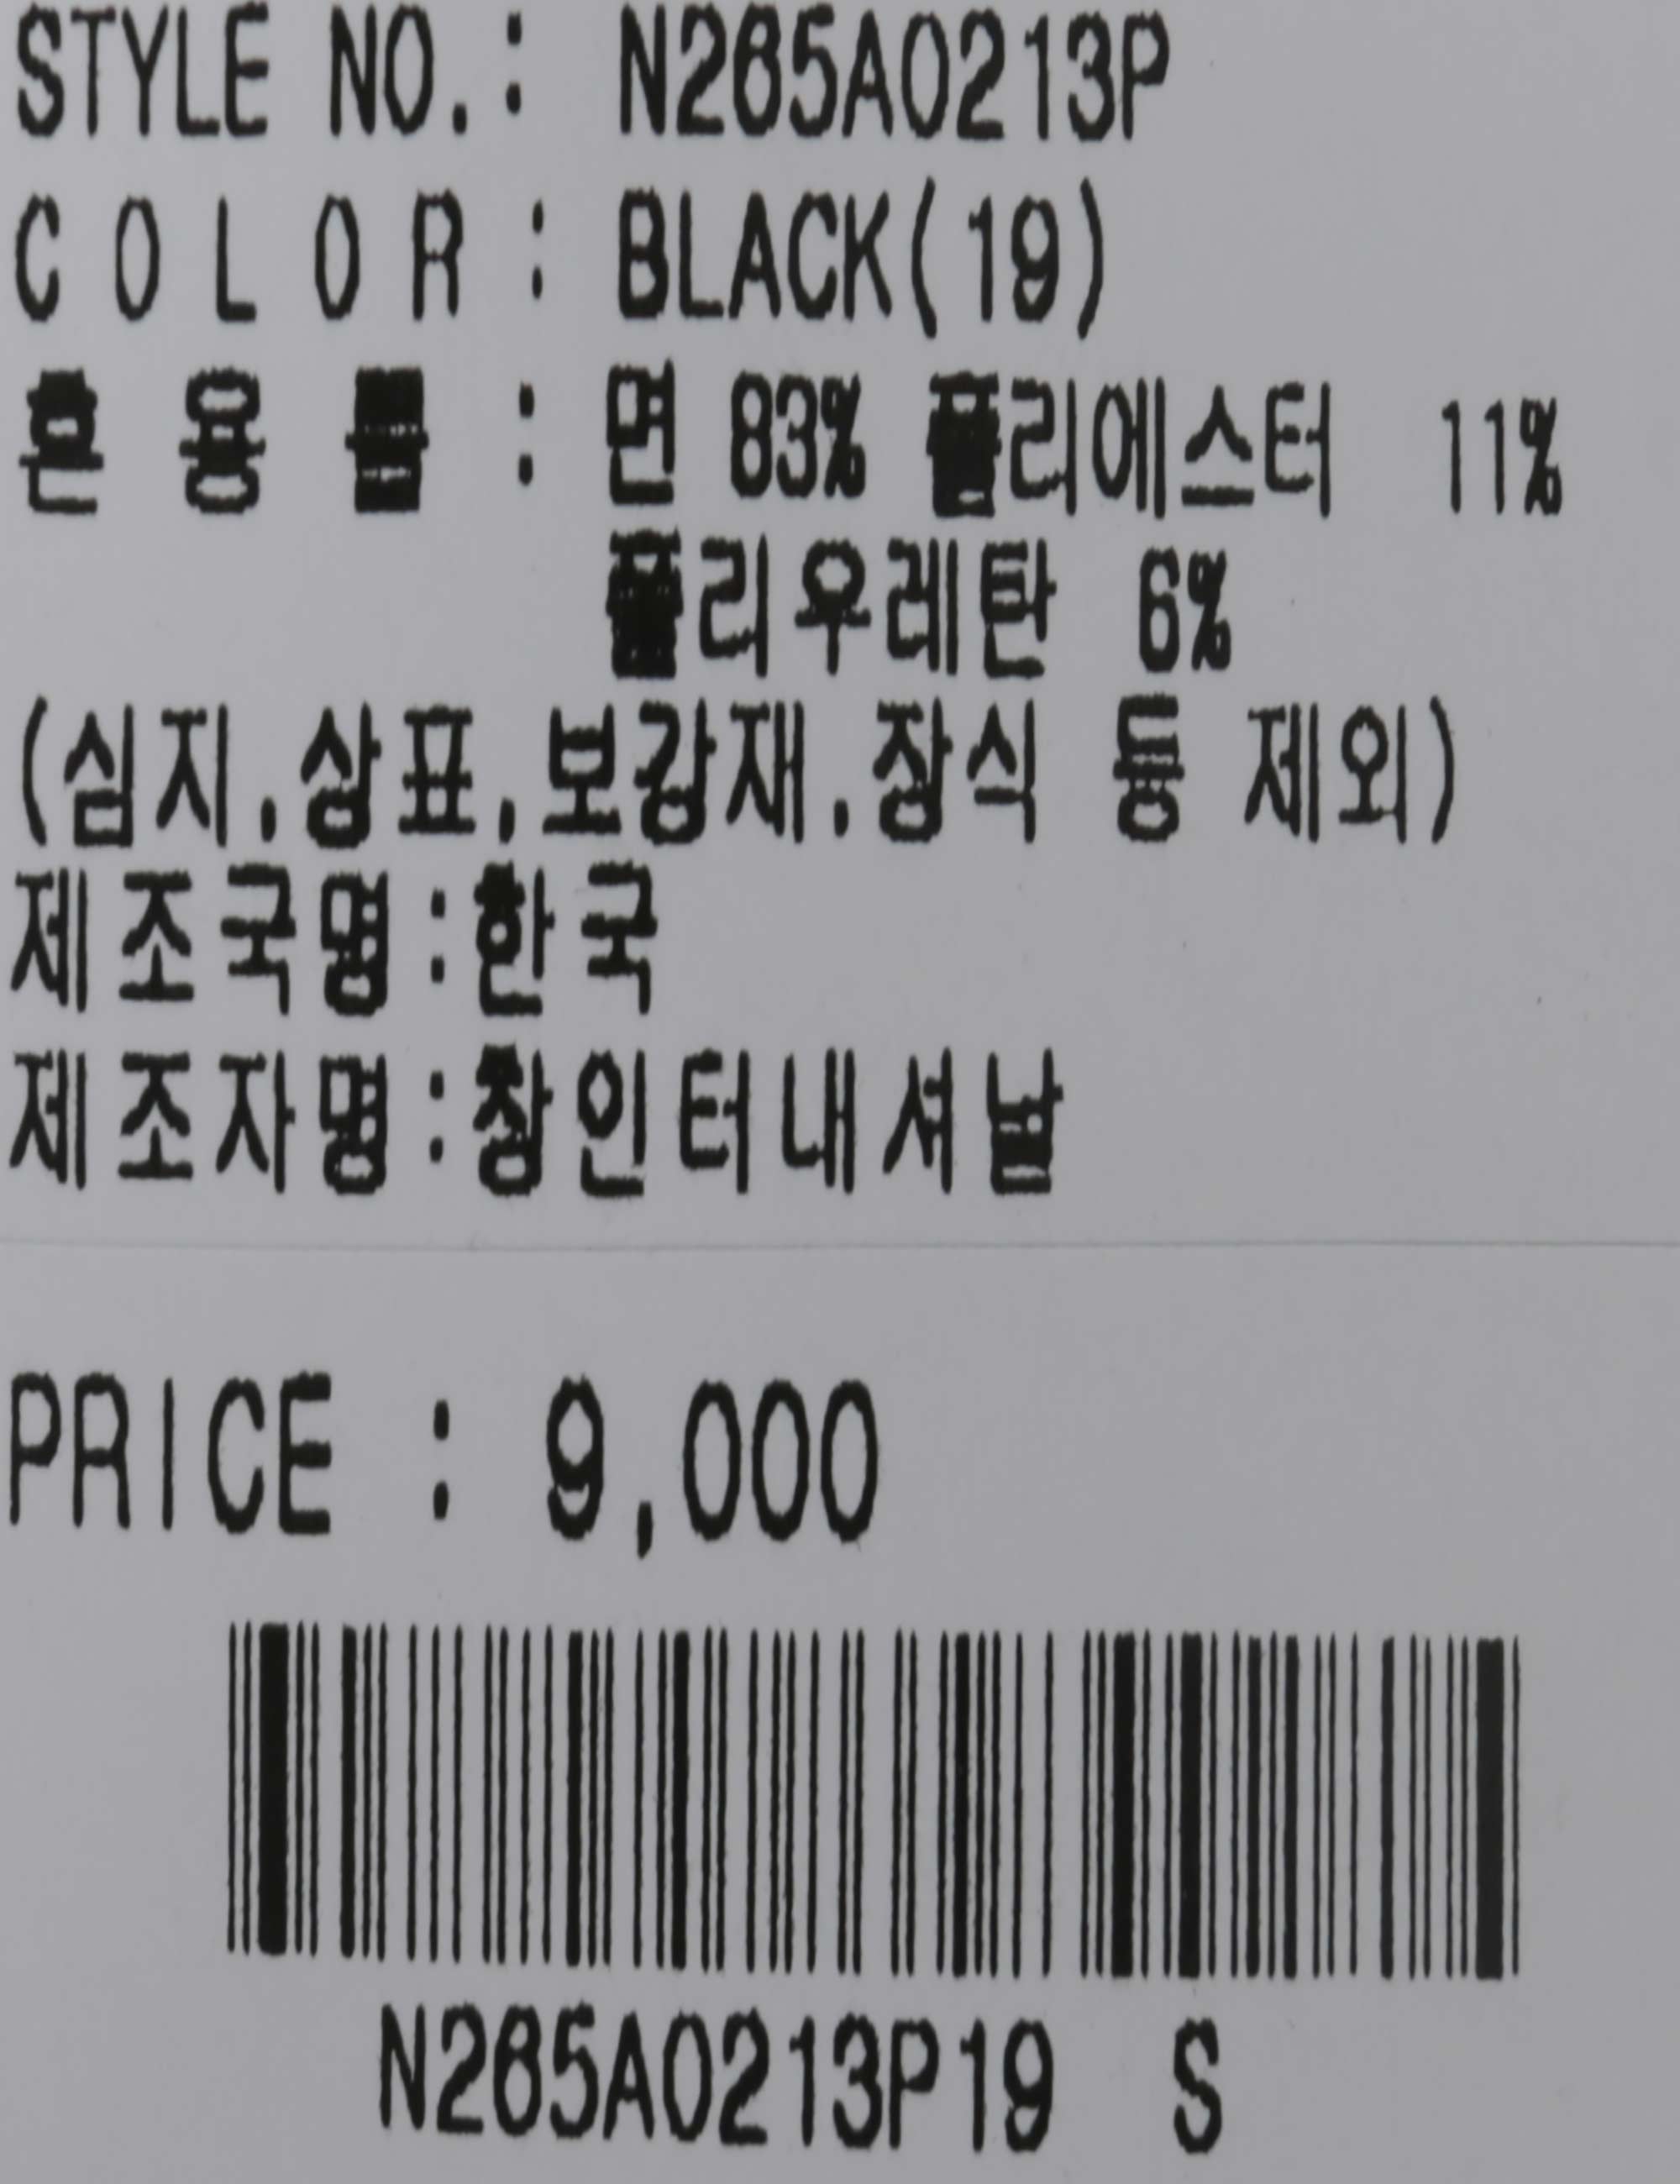 STYLE NO.: N265A0213P
COLOR: BLACK(19)
혼용률: 면 83% 폴리에스터 11%
폴리우레탄 6%
(심지.상표.보강재.장식 등 제외)
제조국명:한국
제조자명:창인터내셔날
PRICE : 9,000
N265A0213P19 S